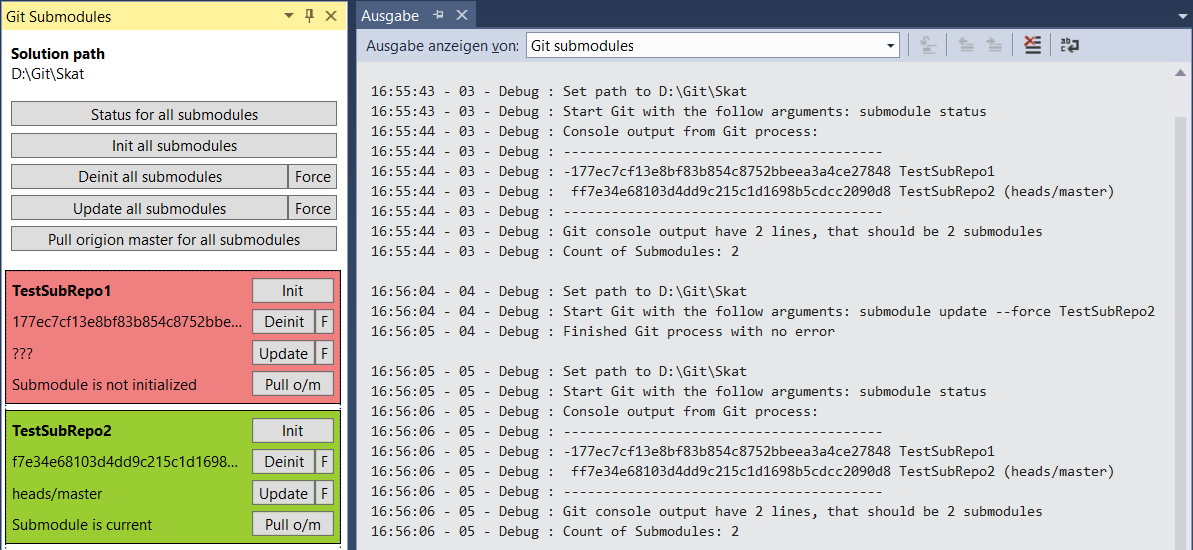 Git Submodules
Solution path
D:\Git\Skat
Status for all submodules
Init all submodules
Deinit all submodules Force
Update all submodules Force
Pull origion master for all submodules
TestSubRepo1 Init
177ec7cf13e8bf83b854c8752bbe... Deinit F
??? Update F
Submodule is not initialized Pull o/m
TestSubRepo2 Init
f7e34e68103d4dd9c215c1d1698... Deinit F
heads/master Update F
Submodule is current Pull o/m
Ausgabe
Ausgabe anzeigen von: Git submodules
16:55:43 - 03 - Debug : Set path to D:\Git\Skat
16:55:43 - 03 - Debug : Start Git with the follow arguments: submodule status
16:55:44 - 03 - Debug : Console output from Git process:
16:55:44 - 03 - Debug : ----------------------------------------
16:55:44 - 03 - Debug : -177ec7cf13e8bf83b854c8752bbeea3a4ce27848 TestSubRepo1
16:55:44 - 03 - Debug :  ff7e34e68103d4dd9c215c1d1698b5cdcc2090d8 TestSubRepo2 (heads/master)
16:55:44 - 03 - Debug : ----------------------------------------
16:55:44 - 03 - Debug : Git console output have 2 lines, that should be 2 submodules
16:55:44 - 03 - Debug : Count of Submodules: 2
16:56:04 - 04 - Debug : Set path to D:\Git\Skat
16:56:04 - 04 - Debug : Start Git with the follow arguments: submodule update --force TestSubRepo2
16:56:05 - 04 - Debug : Finished Git process with no error
16:56:05 - 05 - Debug : Set path to D:\Git\Skat
16:56:05 - 05 - Debug : Start Git with the follow arguments: submodule status
16:56:06 - 05 - Debug : Console output from Git process:
16:56:06 - 05 - Debug : ----------------------------------------
16:56:06 - 05 - Debug : -177ec7cf13e8bf83b854c8752bbeea3a4ce27848 TestSubRepo1
16:56:06 - 05 - Debug :  ff7e34e68103d4dd9c215c1d1698b5cdcc2090d8 TestSubRepo2 (heads/master)
16:56:06 - 05 - Debug : ----------------------------------------
16:56:06 - 05 - Debug : Git console output have 2 lines, that should be 2 submodules
16:56:06 - 05 - Debug : Count of Submodules: 2